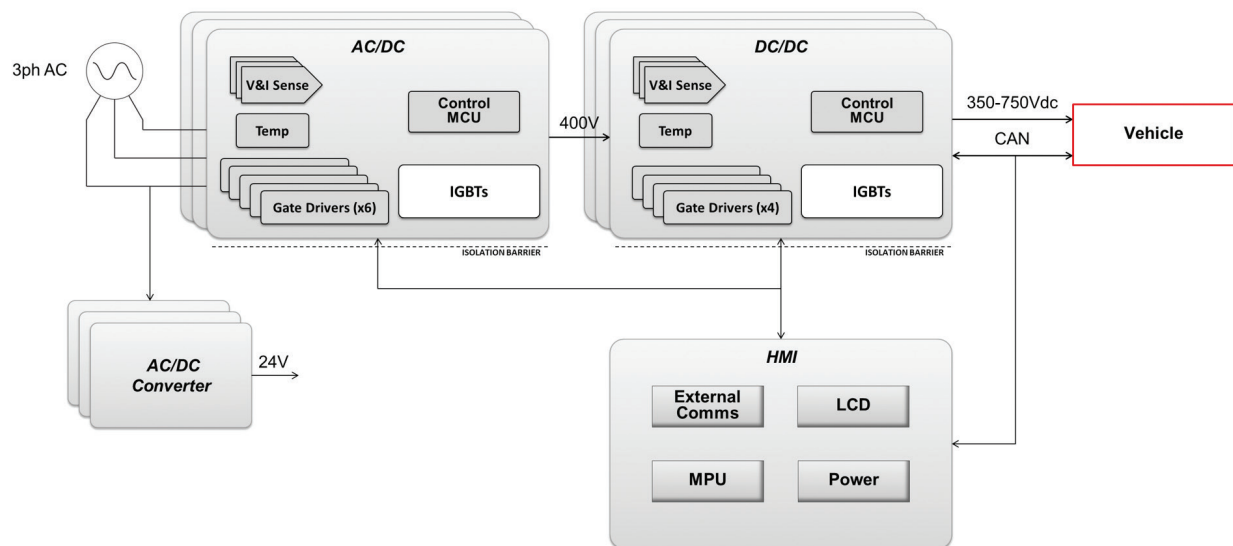 3ph AC
AC/DC
V&I Sense
Temp
Control
MCU
Gate Drivers (x6)
IGBTs
ISOLATION BARRIER
400V
DC/DC
V&I Sense
Temp
Control
MCU
Gate Drivers (x4)
IGBTs
ISOLATION BARRIER
350-750Vdc
CAN
Vehicle
AC/DC
Converter
24V
HMI
External
Comms
LCD
MPU
Power